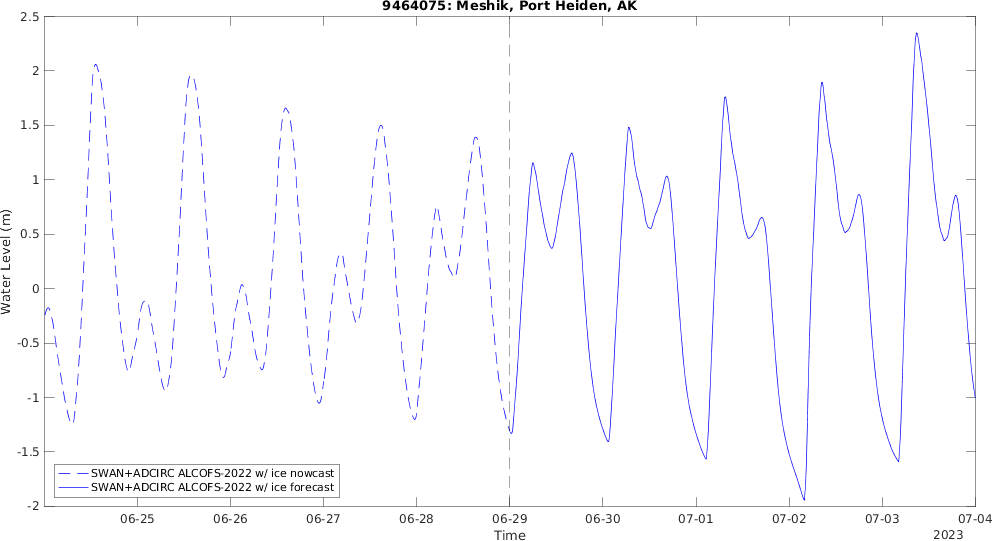 9464075: Meshik, Port Heiden, AK
2.5
2
1.5
1
0.5
0
-0.5
-1
-1.5
-2
Water Level (m)
SWAN+ADCIRC ALCOFS-2022 w/ ice nowcast
SWAN+ADCIRC ALCOFS-2022 w/ ice forecast
06-25 06-26 06-27 06-28 06-29 06-30 07-01 07-02 07-03 07-04
Time
2023